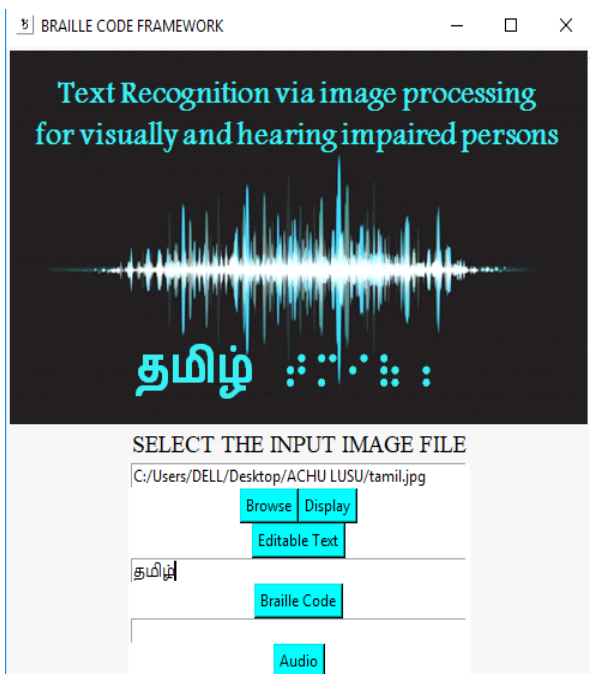 BRAILLE CODE FRAMEWORK
Text Recognition via image processing
for visually and hearing impaired persons
தமிழ்
SELECT THE INPUT IMAGE FILE
C:/Users/DELL/Desktop/ACHU LUSU/tamil.jpg
Browse Display
Editable Text
தமிழ்
Braille Code
Audio